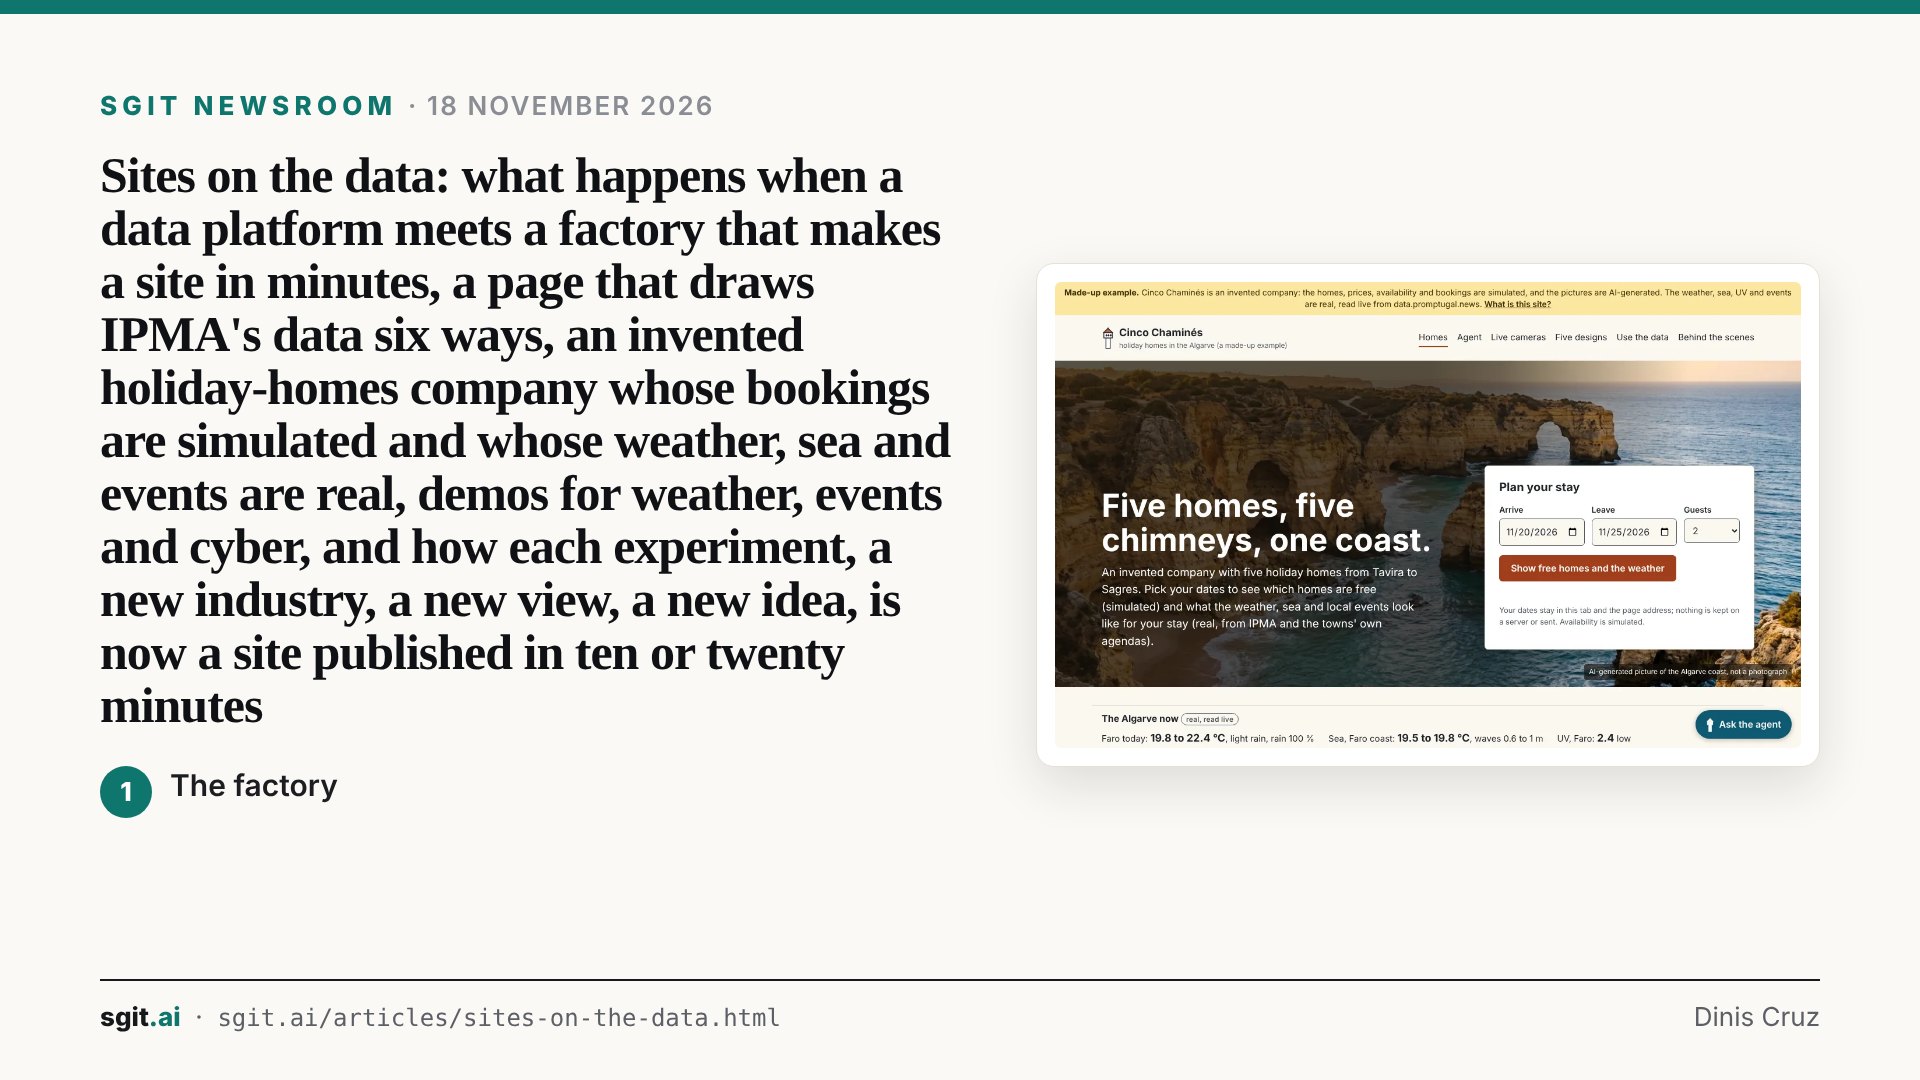 SGIT NEWSROOM · 18 NOVEMBER 2026
Sites on the data: what happens when a
data platform meets a factory that makes
a site in minutes, a page that draws
IPMA's data six ways, an invented
holiday-homes company whose bookings
are simulated and whose weather, sea and
events are real, demos for weather, events
and cyber, and how each experiment, a
new industry, a new view, a new idea, is
now a site published in ten or twenty
minutes
1 The factory
Made-up example. Cinco Chaminés is an invented company: the homes, prices, availability and bookings are simulated, and the pictures are AI-generated. The weather, sea, UV and events
are real, read live from data.promptugal.news. What is this site?
Cinco Chaminés
holiday homes in the Algarve (a made-up example)
Homes Agent Live cameras Five designs Use the data Behind the scenes
Five homes, five
chimneys, one coast.
An invented company with five holiday homes from Tavira to
Sagres. Pick your dates to see which homes are free
(simulated) and what the weather, sea and local events look
like for your stay (real, from IPMA and the towns' own
agendas).
Plan your stay
Arrive Leave Guests
11/20/2026 11/25/2026 2
Show free homes and the weather
Your dates stay in this tab and the page address; nothing is kept on
a server or sent. Availability is simulated.
AI-generated picture of the Algarve coast, not a photograph
The Algarve now real, read live
Faro today: 19.8 to 22.4 °C, light rain, rain 100 % Sea, Faro coast: 19.5 to 19.8 °C, waves 0.6 to 1 m UV, Faro: 2.4 low
Ask the agent
sgit.ai · sgit.ai/articles/sites-on-the-data.html
Dinis Cruz